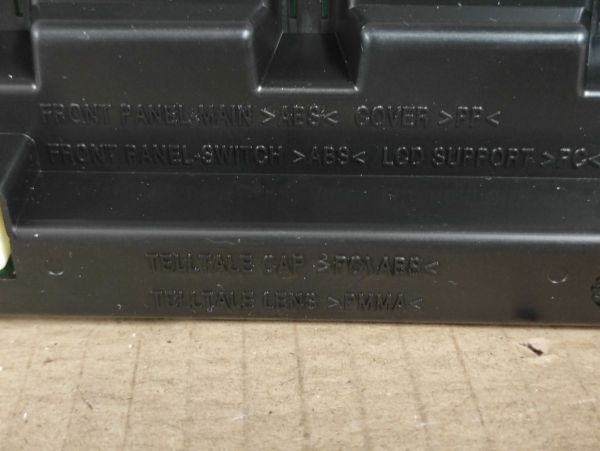 FRONT PANEL-MAIN >ABS< COVER >PP<
FRONT PANEL-SWITCH >ABS< LCD SUPPORT >PC<
TELLTALE CAP >PC\ABS<
TELLTALE LENS >PMMA<